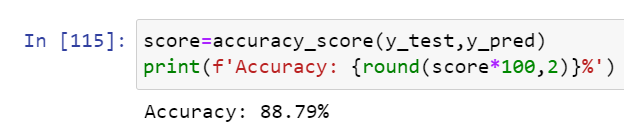 In [115]: score=accuracy_score(y_test,y_pred)
print(f'Accuracy: {round(score*100,2)}%')
Accuracy: 88.79%